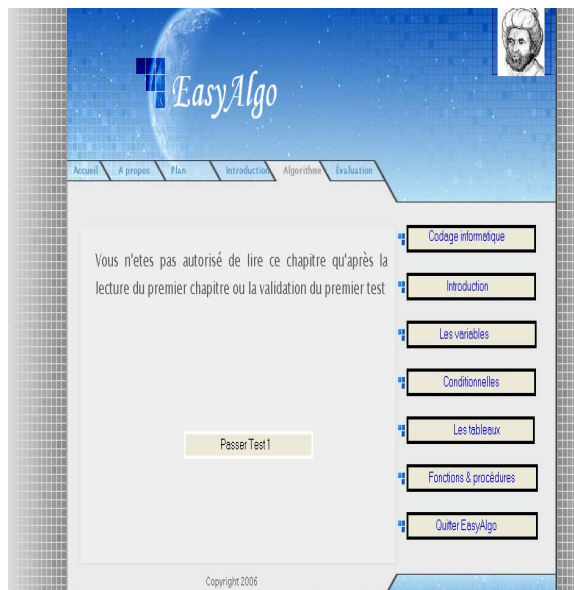 EasyAlgo
Accueil A propos Plan Introduction Algorithme Évaluation
Vous n'etes pas autorisé de lire ce chapitre qu'après la
lecture du premier chapitre ou la validation du premier test
Passer Test1
Codage informatique
Introduction
Les variables
Conditionnelles
Les tableaux
Fonctions & procédures
Quitter EasyAlgo
Copyright 2006